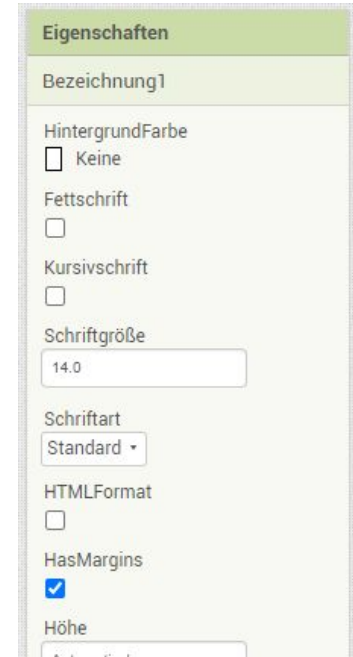 Eigenschaften
Bezeichnung1
HintergrundFarbe
Keine
Fettschrift
Kursivschrift
Schriftgröße
14.0
Schriftart
Standard
HTMLFormat
HasMargins
Höhe